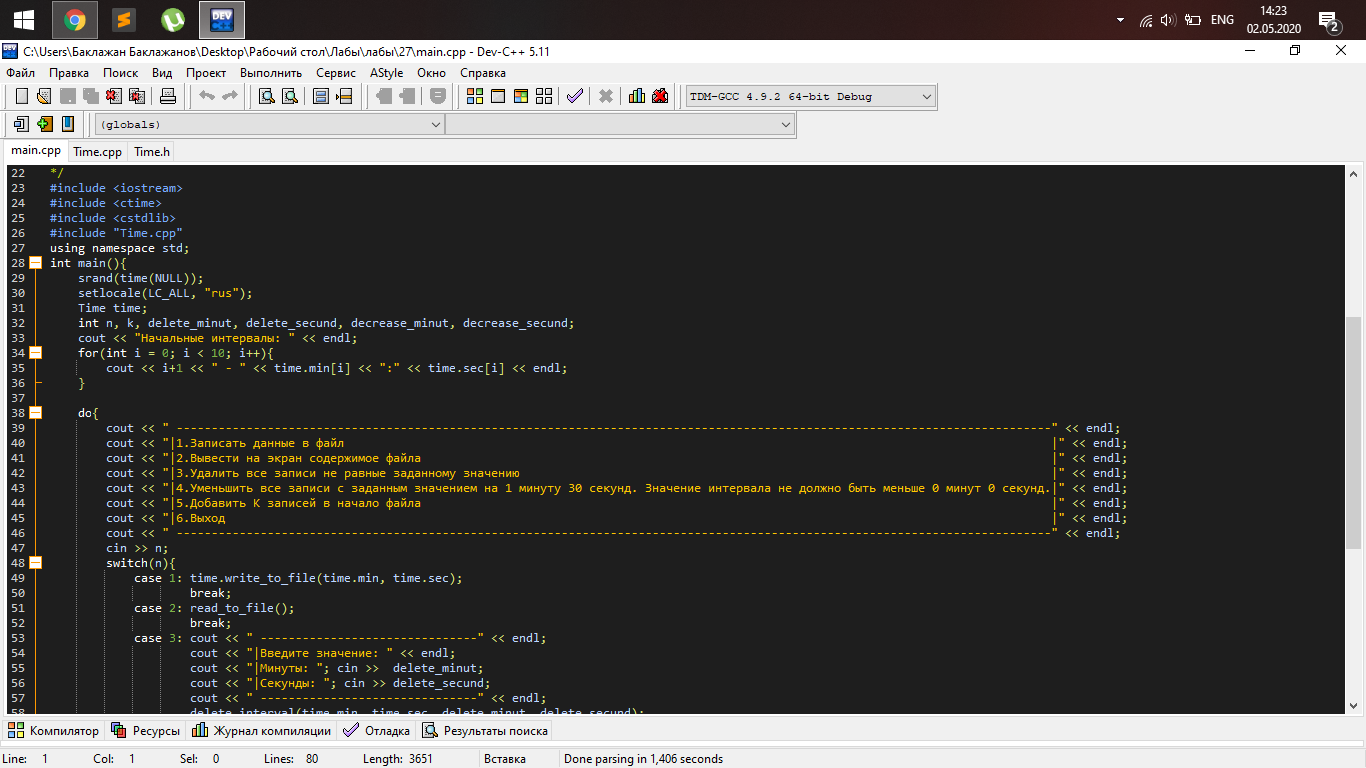 ENG
14:23
02.05.2020
2
DEV
C:\Users\Баклажан Баклажанов\Desktop\Рабочий стол\Лабы\лабы\27\main.cpp - Dev-C++ 5.11
Файл Правка Поиск Вид Проект Выполнить Сервис AStyle Окно Справка
TDM-GCC 4.9.2 64-bit Debug
(globals)
main.cpp Time.cpp Time.h
22 */
23 #include <iostream>
24 #include <ctime>
25 #include <cstdlib>
26 #include "Time.cpp"
27 using namespace std;
28 int main(){
29 srand(time(NULL));
30 setlocale(LC_ALL, "rus");
31 Time time;
32 int n, k, delete_minut, delete_secund, decrease_minut, decrease_secund;
33 cout << "Начальные интервалы: " << endl;
34 for(int i = 0; i < 10; i++){
35 cout << i+1 << " - " << time.min[i] << ":" << time.sec[i] << endl;
36 }
37
38 do{
39 cout << " -----------------------------------------------------------------------------------------------------------------------------" << endl;
40 cout << "|1.Записать данные в файл |" << endl;
41 cout << "|2.Вывести на экран содержимое файла |" << endl;
42 cout << "|3.Удалить все записи не равные заданному значению |" << endl;
43 cout << "|4.Уменьшить все записи с заданным значением на 1 минуту 30 секунд. Значение интервала не должно быть меньше 0 минут 0 секунд.|" << endl;
44 cout << "|5.Добавить К записей в начало файла |" << endl;
45 cout << "|6.Выход |" << endl;
46 cout << " -----------------------------------------------------------------------------------------------------------------------------" << endl;
47 cin >> n;
48 switch(n){
49 case 1: time.write_to_file(time.min, time.sec);
50 break;
51 case 2: read_to_file();
52 break;
53 case 3: cout << " -------------------------------" << endl;
54 cout << "|Введите значение: " << endl;
55 cout << "|Минуты: "; cin >> delete_minut;
56 cout << "|Секунды: "; cin >> delete_secund;
57 cout << " -------------------------------" << endl;
58 delete_interval(time.min, time.sec, delete_minut, delete_secund);
Компилятор Ресурсы Журнал компиляции Отладка Результаты поиска
Line: 1 Col: 1 Sel: 0 Lines: 80 Length: 3651 Вставка Done parsing in 1,406 seconds